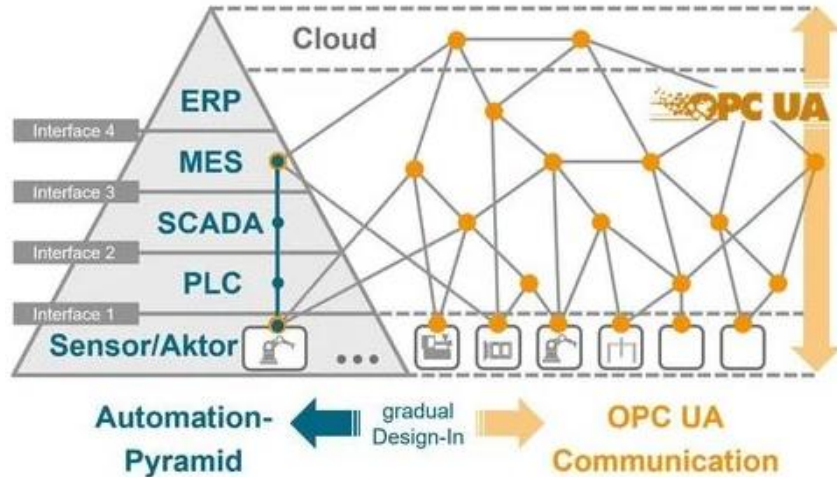 Cloud
ERP
OPC UA
Interface 4
MES
Interface 3
SCADA
Interface 2
PLC
Interface 1
Sensor/Aktor
...
Automation-
Pyramid
gradual
Design-In
OPC UA
Communication